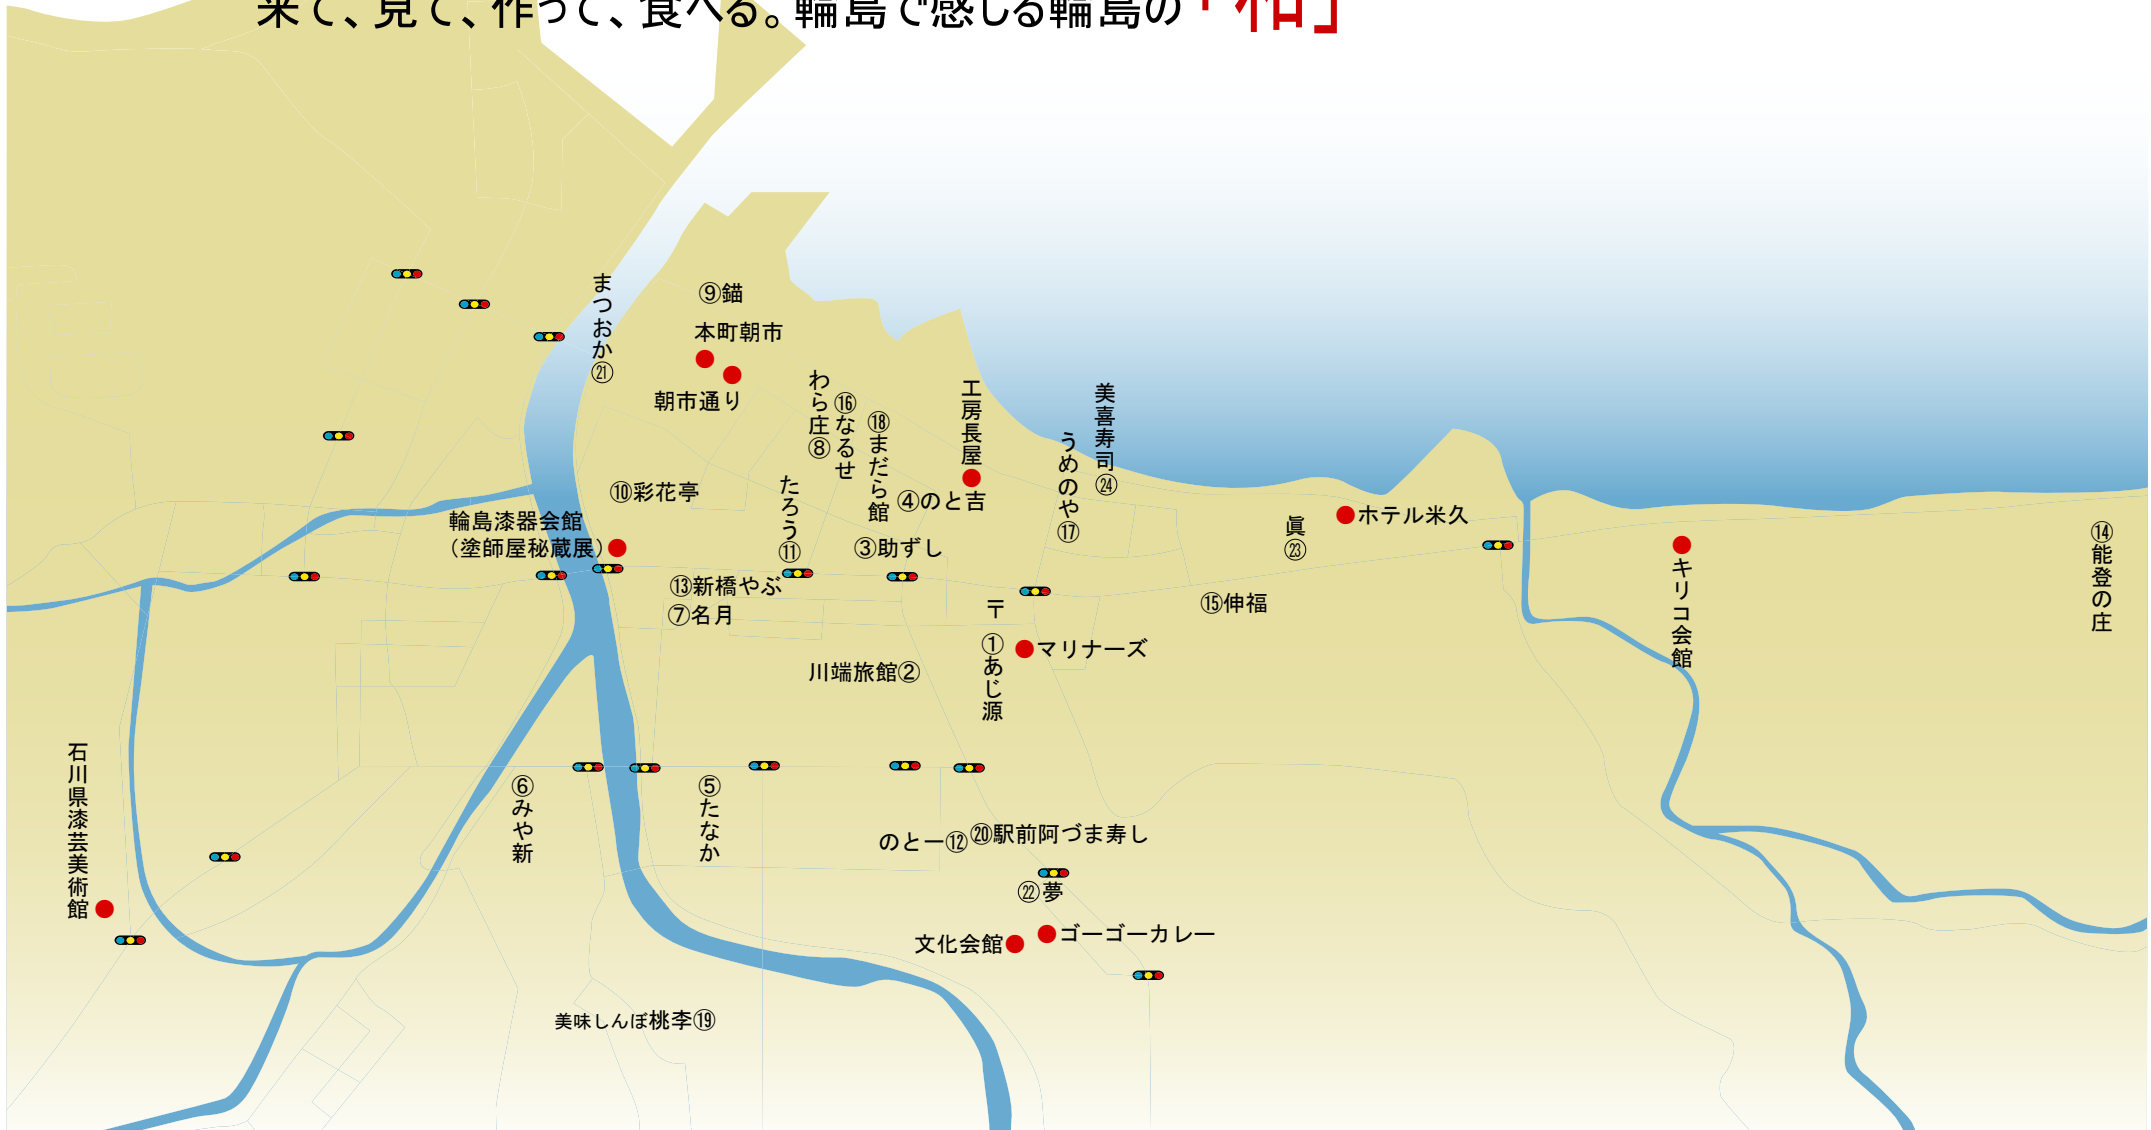 来て、見て、作って、食べる。輪島で感じる輪島の「和」
まつおか㉑
⑨錨
本町朝市
朝市通り
わら庄⑧
⑯なるせ
⑱まだら館
工房長屋
美喜寿司㉔
うめのや⑰
たろう⑪
⑩彩花亭
④のと吉
輪島漆器会館
(塗師屋秘蔵展)
③助ずし
眞㉓
ホテル米久
キリコ会館
⑭能登の庄
⑬新橋やぶ
⑦名月
⑮伸福
〒
①あじ源
マリナーズ
川端旅館②
石川県漆芸美術館
⑥みや新
⑤たなか
のと一⑫
⑳駅前阿づま寿し
㉒夢
文化会館
ゴーゴーカレー
美味しんぼ桃李⑲